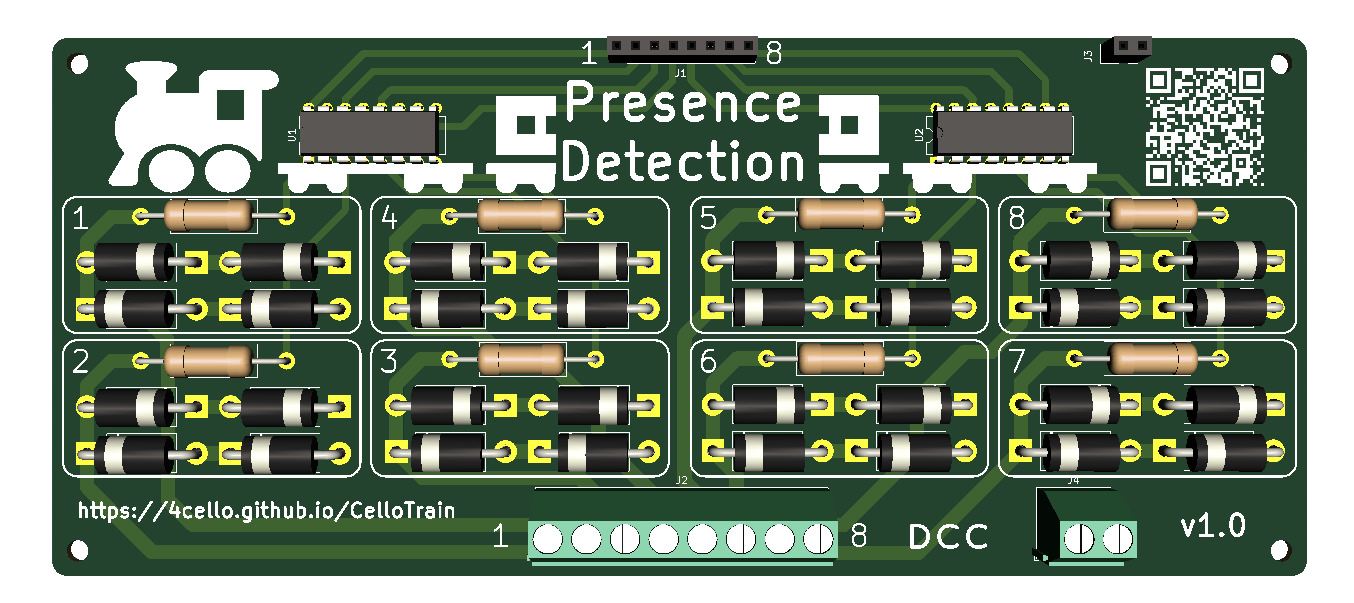 1
8
J1
J3
Presence
Detection
U1
U2
1
4
5
8
2
3
6
7
https://4cello.github.io/CelloTrain
J2
1
8
DCC
J4
v1.0